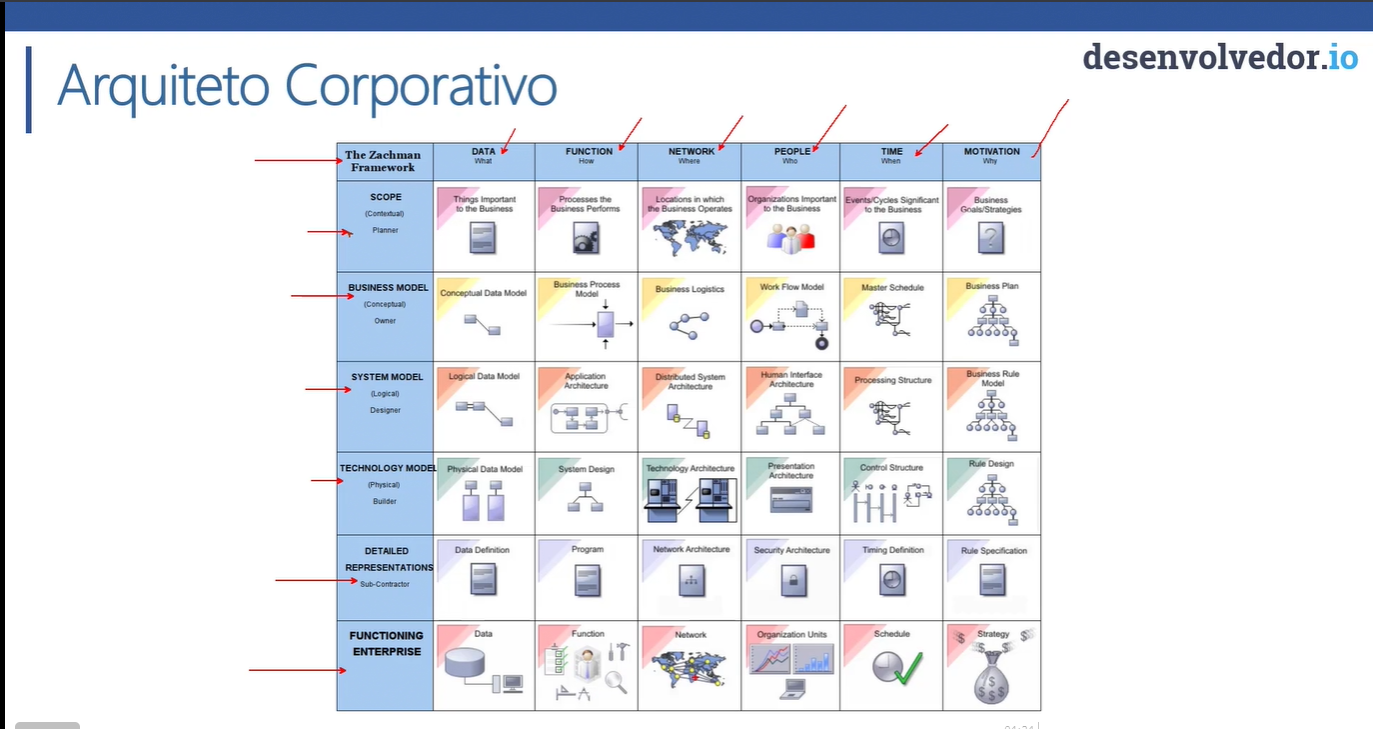 desenvolvedor.io
Arquiteto Corporativo
The Zachman
Framework
DATA
What
FUNCTION
How
NETWORK
Where
PEOPLE
Who
TIME
When
MOTIVATION
Why
SCOPE
(Contextual)
Planner
Things Important
to the Business
Processes the
Business Performs
Locations in which
the Business Operates
Organizations Important
to the Business
Events/Cycles Significant
to the Business
Business
Goals/Strategies
?
BUSINESS MODEL
(Conceptual)
Owner
Conceptual Data Model
Business Process
Model
Business Logistics
Work Flow Model
Master Schedule
Business Plan
SYSTEM MODEL
(Logical)
Designer
Logical Data Model
Application
Architecture
Distributed System
Architecture
Human Interface
Architecture
Processing Structure
Business Rule
Model
TECHNOLOGY MODEL
(Physical)
Builder
Physical Data Model
System Design
Technology Architecture
Presentation
Architecture
Control Structure
Rule Design
DETAILED
REPRESENTATIONS
Sub-Contractor
Data Definition
Program
Network Architecture
Security Architecture
Timing Definition
Rule Specification
FUNCTIONING
ENTERPRISE
Data
Function
Network
Organization Units
Schedule
Strategy
$ $
$
$ $ $